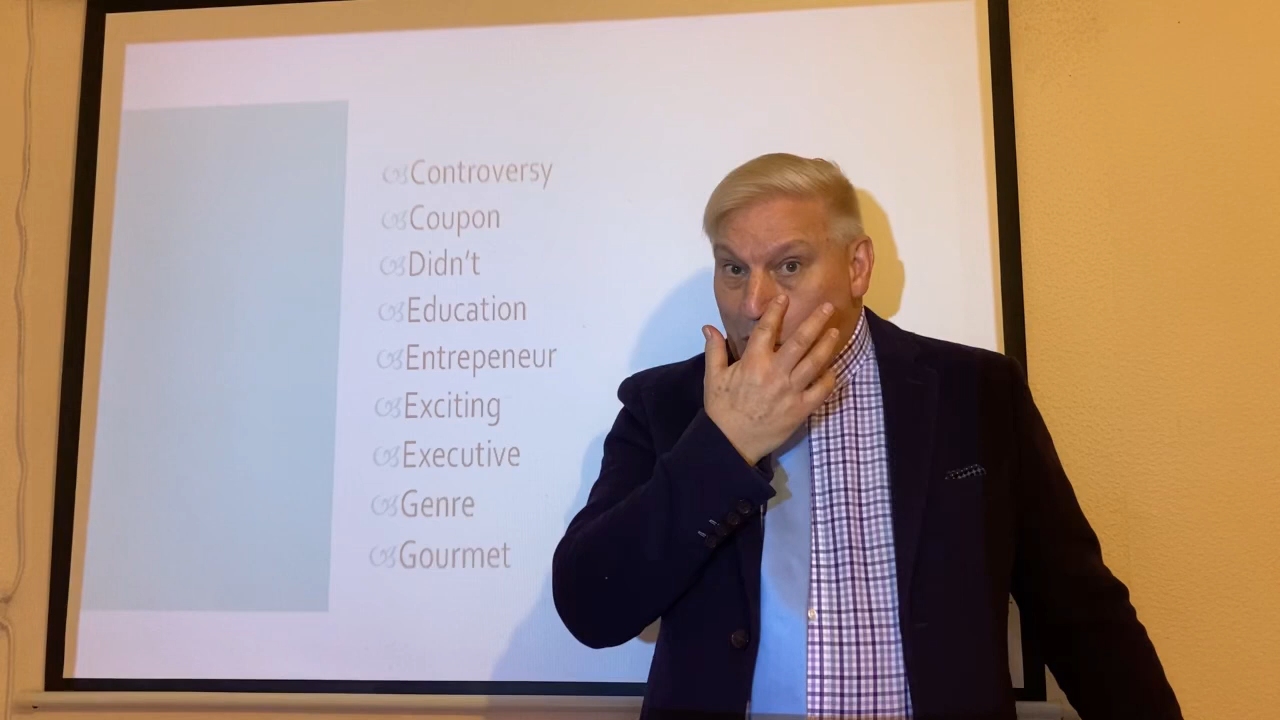 Controversy
Coupon
Didn't
Education
Entrepeneur
Exciting
Executive
Genre
Gourmet